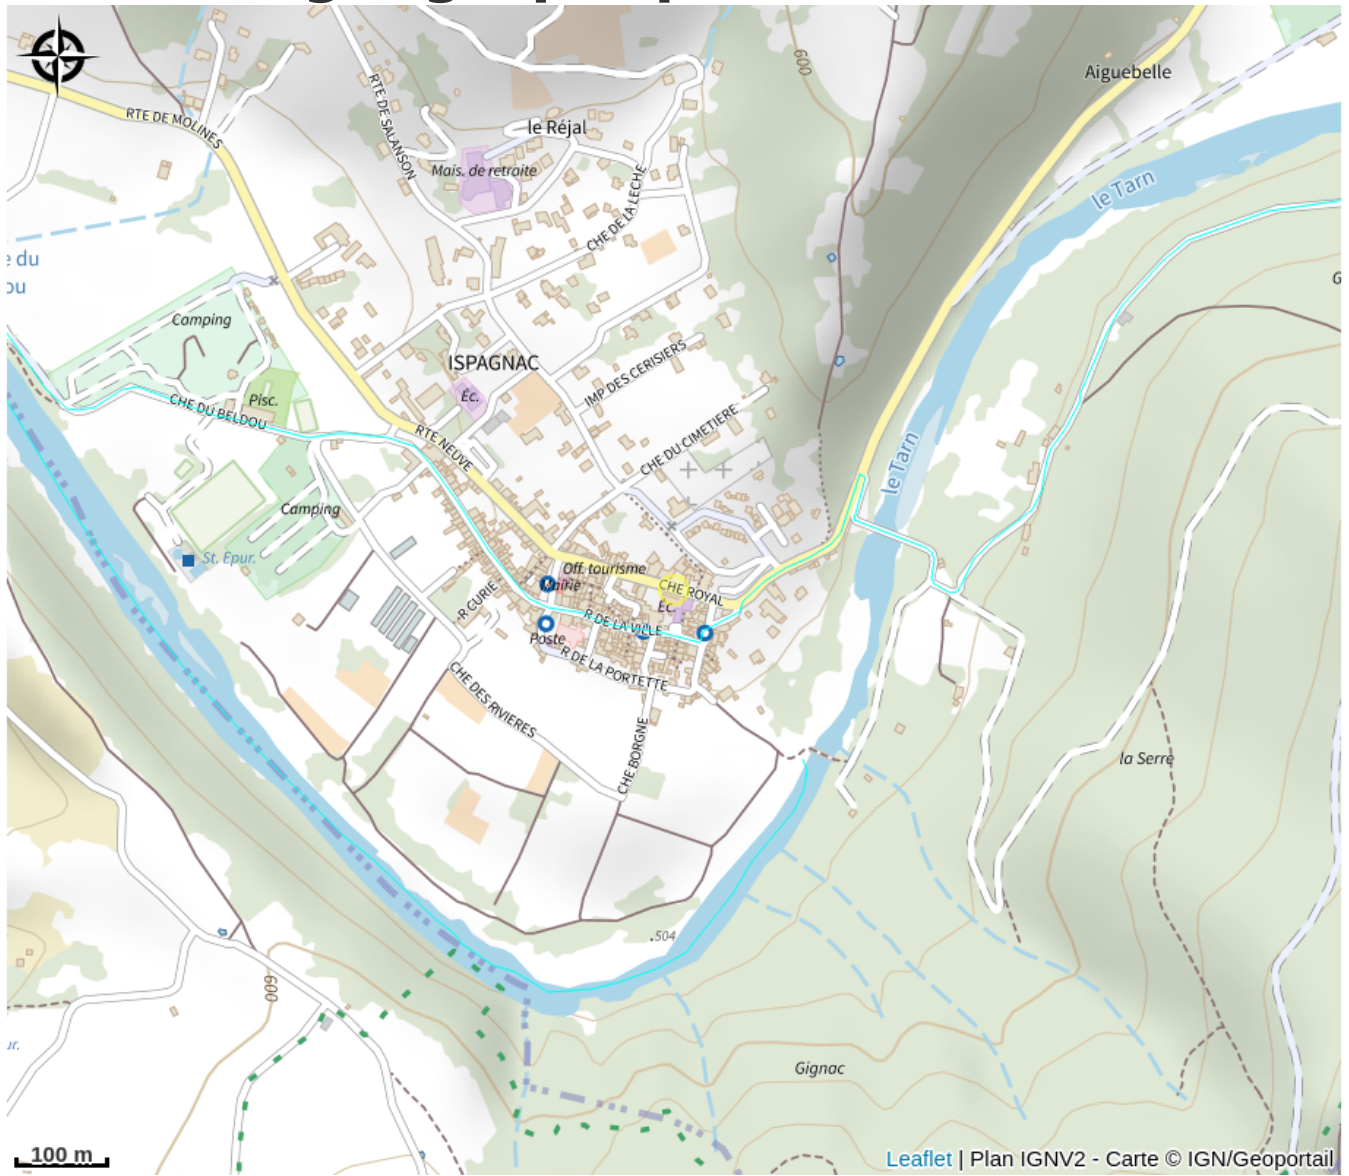 600
Aiguebelle
RTE DE MOLINES
RTE DE SALANSON
le Réjal
Mais. de retraite
CHE DE LA LECHE
le Tarn
e du
ou
Camping
ISPAGNAC
IMP DES CERISIERS
Éc.
Pisc.
CHE DU BELDOU
RTE NEUVE
CHE DU CIMETIERE
le Tarn
Camping
St. Epur.
Off. tourisme
Mairie
CHE ROYAL
Ec.
R CURIE
R DE LA VILLE
Poste
R DE LA PORTETTE
CHE DES RIVIERES
CHE BORGNE
la Serre
.504
600
ur.
Gignac
100 m
Leaflet | Plan IGNV2 - Carte © IGN/Geoportail